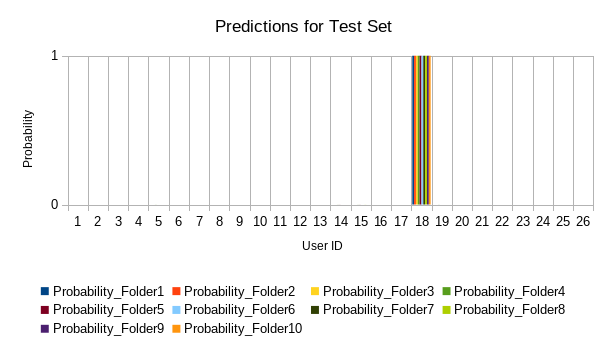 Predictions for Test Set
1
Probability
0
1 2 3 4 5 6 7 8 9 10 11 12 13 14 15 16 17 18 19 20 21 22 23 24 25 26
User ID
Probability_Folder1 Probability_Folder2 Probability_Folder3 Probability_Folder4
Probability_Folder5 Probability_Folder6 Probability_Folder7 Probability_Folder8
Probability_Folder9 Probability_Folder10